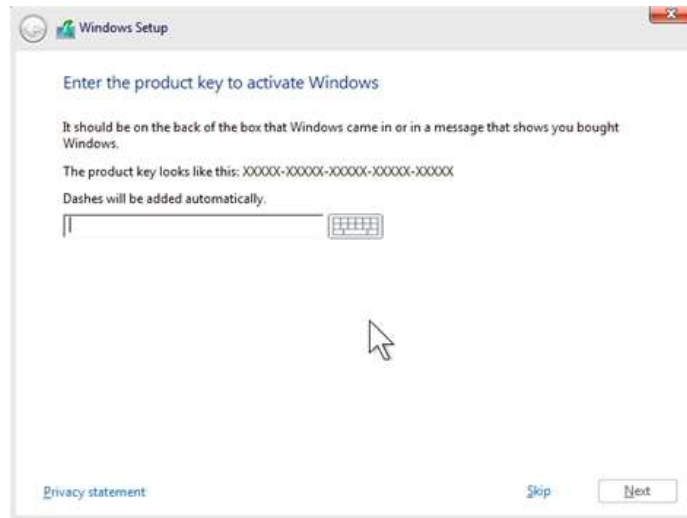 Windows Setup
Enter the product key to activate Windows
It should be on the back of the box that Windows came in or in a message that shows you bought
Windows.
The product key looks like this: XXXXX-XXXXX-XXXXX-XXXXX-XXXXX
Dashes will be added automatically.
Privacy statement
Skip
Next